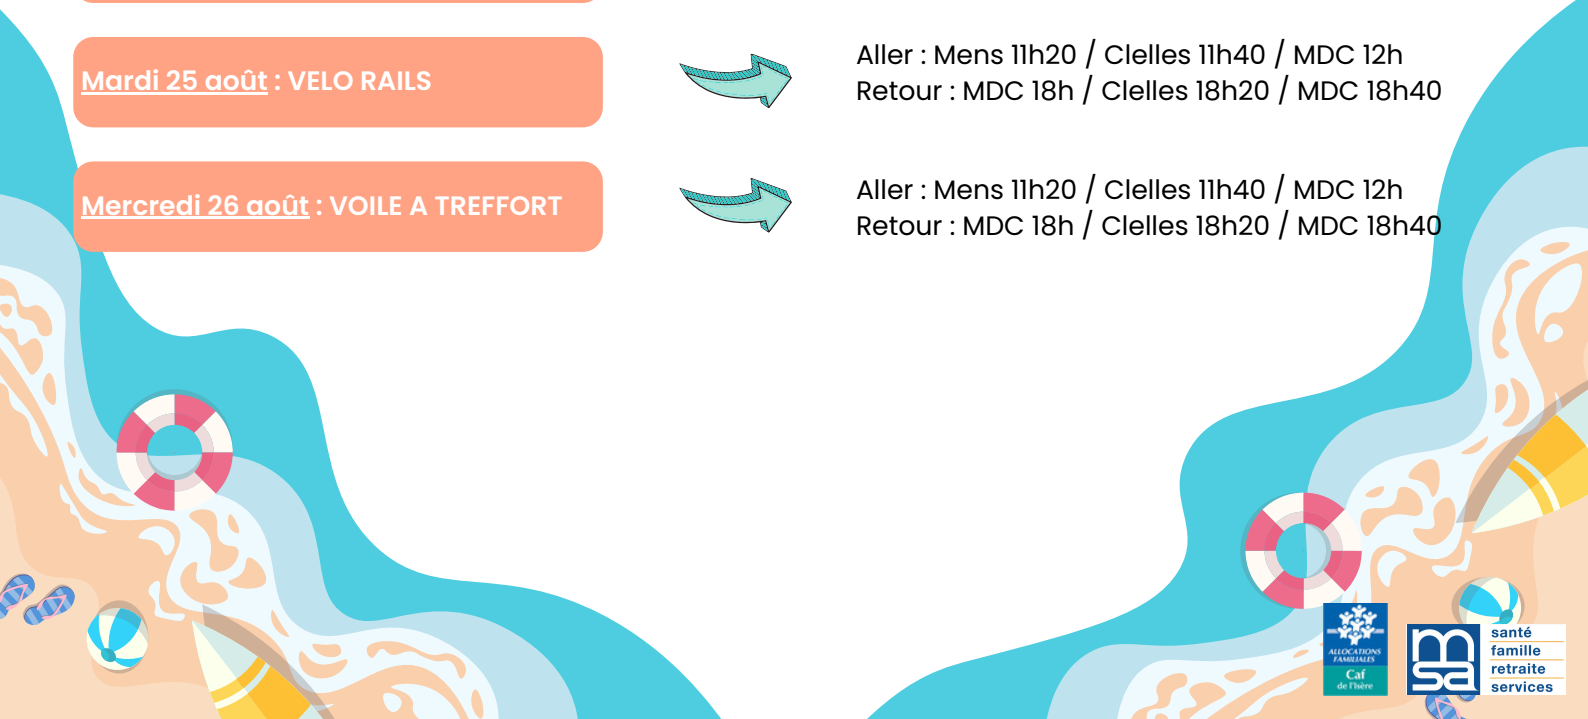 Mardi 25 août : VELO RAILS
Aller : Mens 11h20 / Clelles 11h40 / MDC 12h
Retour : MDC 18h / Clelles 18h20 / MDC 18h40
Mercredi 26 août : VOILE A TREFFORT
Aller : Mens 11h20 / Clelles 11h40 / MDC 12h
Retour : MDC 18h / Clelles 18h20 / MDC 18h40
ALLOCATIONS
FAMILIALES
Caf
de l'Isère
msa
santé
famille
retraite
services